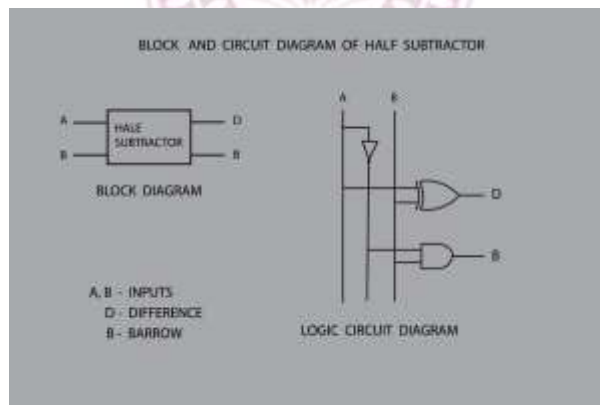 BLOCK AND CIRCUIT DIAGRAM OF HALF SUBTRACTOR
A
B
HALF
SUBTRACTOR
D
B
BLOCK DIAGRAM
A, B - INPUTS
D - DIFFERENCE
B - BARROW
A B
D
B
LOGIC CIRCUIT DIAGRAM